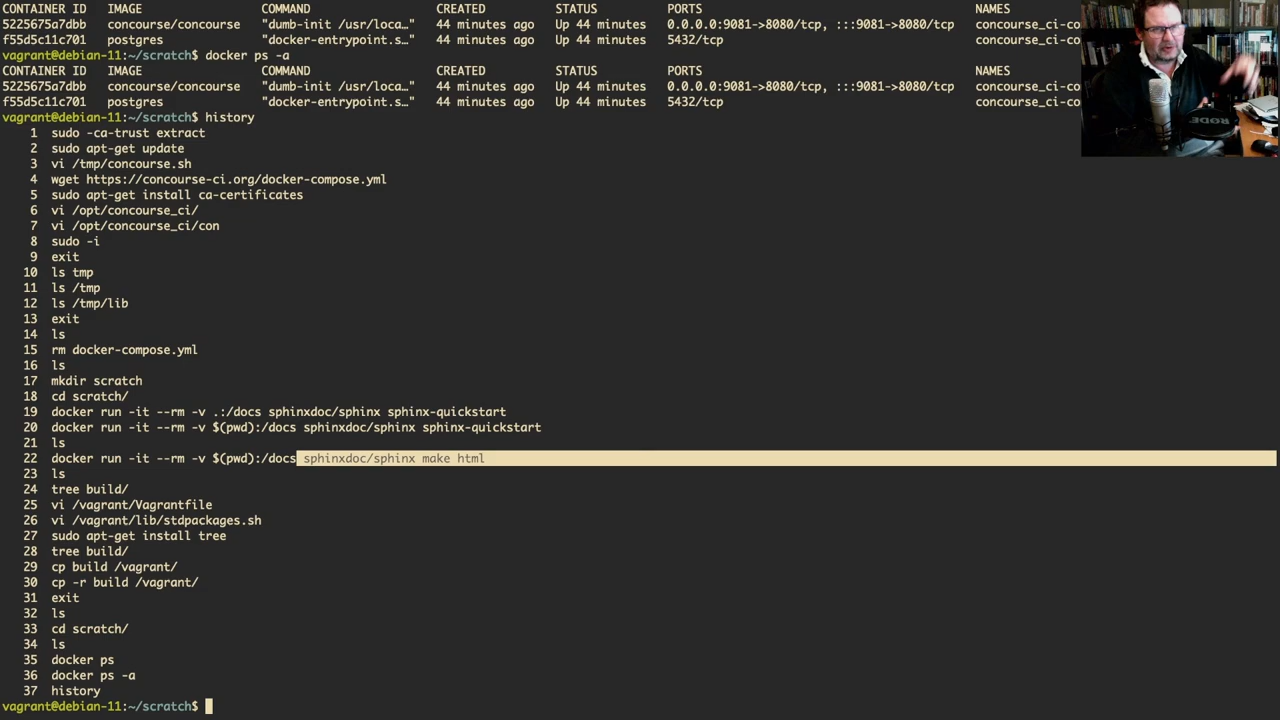 CONTAINER ID   IMAGE                 COMMAND                  CREATED          STATUS          PORTS                                       NAMES
5225675a7dbb   concourse/concourse   "dumb-init /usr/loca…"   44 minutes ago   Up 44 minutes   0.0.0.0:9081->8080/tcp, :::9081->8080/tcp   concourse_ci-co
f55d5c11c701   postgres              "docker-entrypoint.s…"   44 minutes ago   Up 44 minutes   5432/tcp                                    concourse_ci-co
vagrant@debian-11:~/scratch$ docker ps -a
CONTAINER ID   IMAGE                 COMMAND                  CREATED          STATUS          PORTS                                       NAMES
5225675a7dbb   concourse/concourse   "dumb-init /usr/loca…"   44 minutes ago   Up 44 minutes   0.0.0.0:9081->8080/tcp, :::9081->8080/tcp   concourse_ci-co
f55d5c11c701   postgres              "docker-entrypoint.s…"   44 minutes ago   Up 44 minutes   5432/tcp                                    concourse_ci-co
RODE
vagrant@debian-11:~/scratch$ history
1  sudo -ca-trust extract
2  sudo apt-get update
3  vi /tmp/concourse.sh
4  wget https://concourse-ci.org/docker-compose.yml
5  sudo apt-get install ca-certificates
6  vi /opt/concourse_ci/
7  vi /opt/concourse_ci/con
8  sudo -i
9  exit
10  ls tmp
11  ls /tmp
12  ls /tmp/lib
13  exit
14  ls
15  rm docker-compose.yml
16  ls
17  mkdir scratch
18  cd scratch/
19  docker run -it --rm -v .:/docs sphinxdoc/sphinx sphinx-quickstart
20  docker run -it --rm -v $(pwd):/docs sphinxdoc/sphinx sphinx-quickstart
21  ls
22  docker run -it --rm -v $(pwd):/docs sphinxdoc/sphinx make html
23  ls
24  tree build/
25  vi /vagrant/Vagrantfile
26  vi /vagrant/lib/stdpackages.sh
27  sudo apt-get install tree
28  tree build/
29  cp build /vagrant/
30  cp -r build /vagrant/
31  exit
32  ls
33  cd scratch/
34  ls
35  docker ps
36  docker ps -a
37  history
vagrant@debian-11:~/scratch$